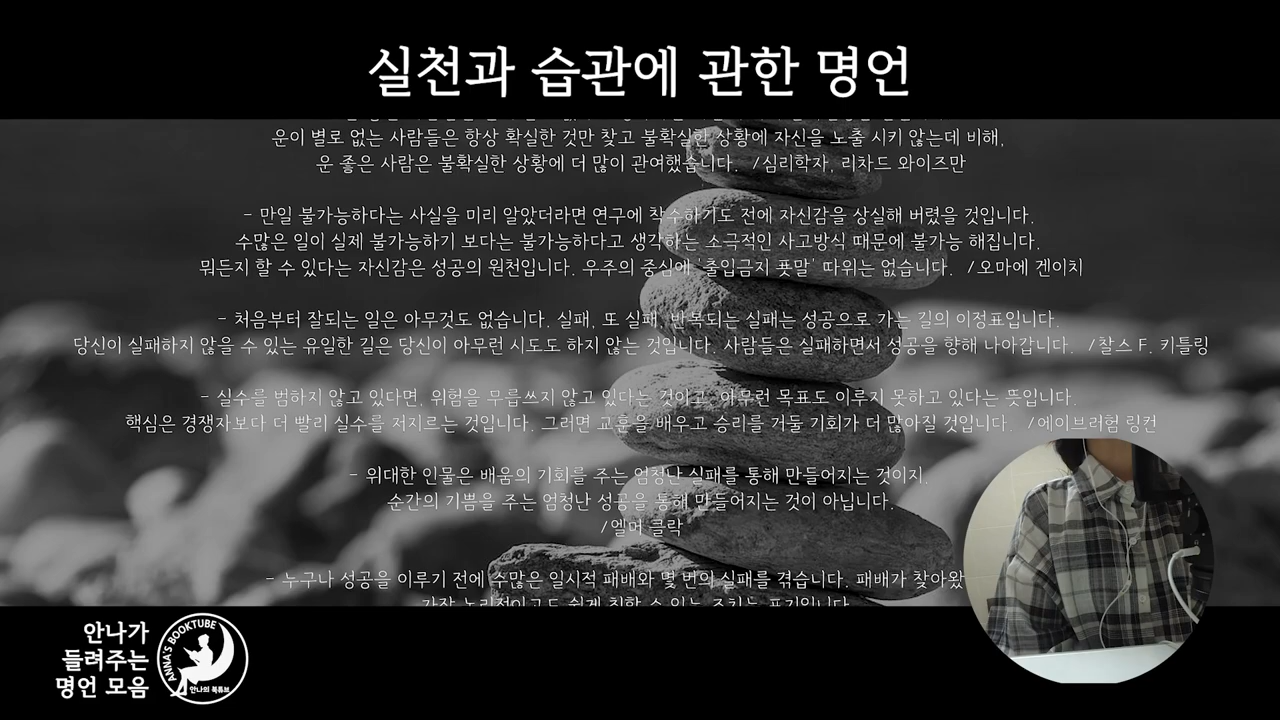 실천과 습관에 관한 명언
운이 별로 없는 사람들은 항상 확실한 것만 찾고 불확실한 상황에 자신을 노출 시키 않는데 비해,
운 좋은 사람은 불확실한 상황에 더 많이 관여했습니다. /심리학자, 리차드 와이즈만
- 만일 불가능하다는 사실을 미리 알았더라면 연구에 착수하기도 전에 자신감을 상실해 버렸을 것입니다.
수많은 일이 실제 불가능하기 보다는 불가능하다고 생각하는 소극적인 사고방식 때문에 불가능 해집니다.
뭐든지 할 수 있다는 자신감은 성공의 원천입니다. 우주의 중심에 '출입금지 푯말' 따위는 없습니다. /오마에 겐이치
- 처음부터 잘되는 일은 아무것도 없습니다. 실패, 또 실패, 반복되는 실패는 성공으로 가는 길의 이정표입니다.
당신이 실패하지 않을 수 있는 유일한 길은 당신이 아무런 시도도 하지 않는 것입니다. 사람들은 실패하면서 성공을 향해 나아갑니다. /찰스 F. 키틀링
- 실수를 범하지 않고 있다면, 위험을 무릅쓰지 않고 있다는 것이고, 아무런 목표도 이루지 못하고 있다는 뜻입니다.
핵심은 경쟁자보다 더 빨리 실수를 저지르는 것입니다. 그러면 교훈을 배우고 승리를 거둘 기회가 더 많아질 것입니다. /에이브러험 링컨
- 위대한 인물은 배움의 기회를 주는 엄청난 실패를 통해 만들어지는 것이지.
순간의 기쁨을 주는 엄청난 성공을 통해 만들어지는 것이 아닙니다.
/엘머 클락
- 누구나 성공을 이루기 전에 수많은 일시적 패배와 몇 번의 실패를 겪습니다. 패배가 찾아왔
가장 논리적이고도 쉽게 취할 수 있는 조치는 포기입니다.
안나가
들려주는
명언 모음
ANNA'S BOOKTUBE
안나의 북튜브